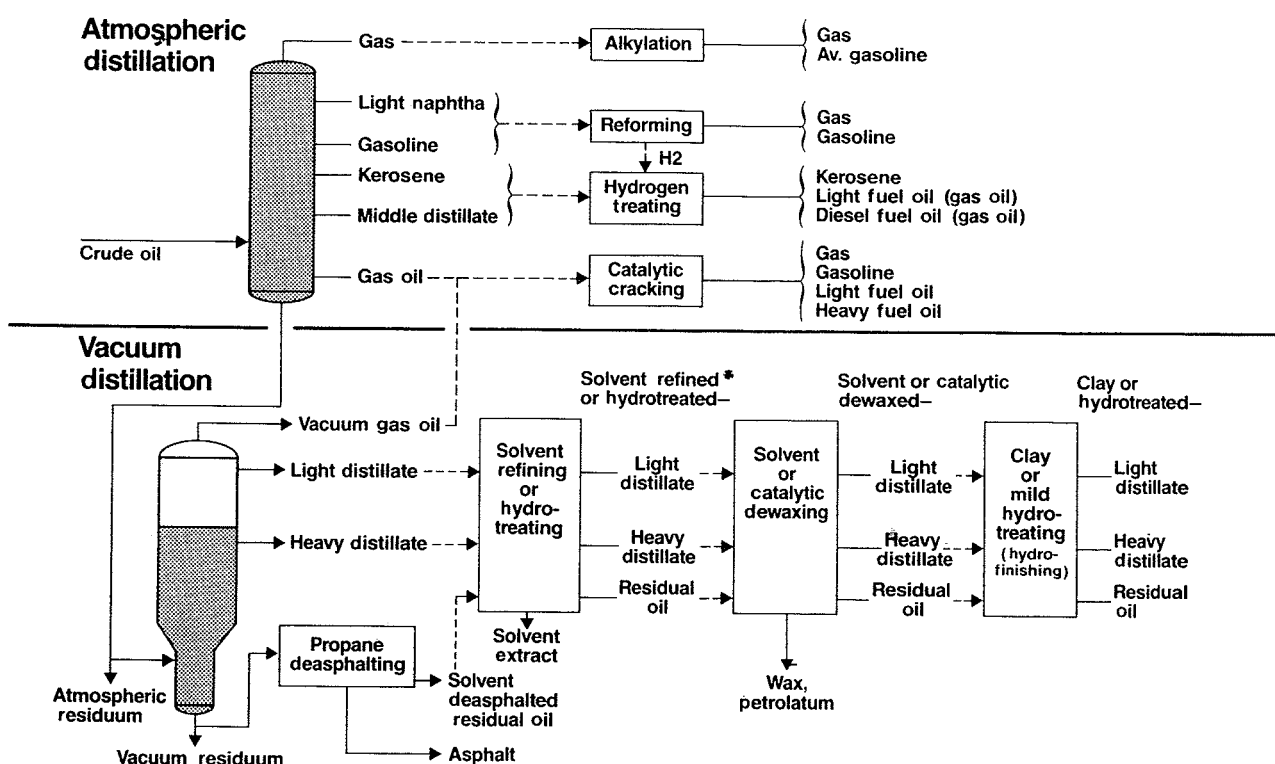 Atmospheric
distillation
Gas
Alkylation
Gas
Av. gasoline
Light naphtha
Gasoline
Reforming
Gas
Gasoline
H2
Kerosene
Middle distillate
Hydrogen
treating
Kerosene
Light fuel oil (gas oil)
Diesel fuel oil (gas oil)
Crude oil
Gas oil
Catalytic
cracking
Gas
Gasoline
Light fuel oil
Heavy fuel oil
Vacuum
distillation
Solvent refined *
or hydrotreated–
Solvent or catalytic
dewaxed–
Clay or
hydrotreated–
Vacuum gas oil
Light distillate
Heavy distillate
Solvent
refining
or
hydro-
treating
Light
distillate
Heavy
distillate
Residual
oil
Solvent
or
catalytic
dewaxing
Light
distillate
Heavy
distillate
Residual
oil
Clay
or
mild
hydro-
treating
(hydro-
finishing)
Light
distillate
Heavy
distillate
Residual
oil
Solvent
extract
Propane
deasphalting
Solvent
deasphalted
residual oil
Wax,
petrolatum
Atmospheric
residuum
Vacuum residuum
Asphalt